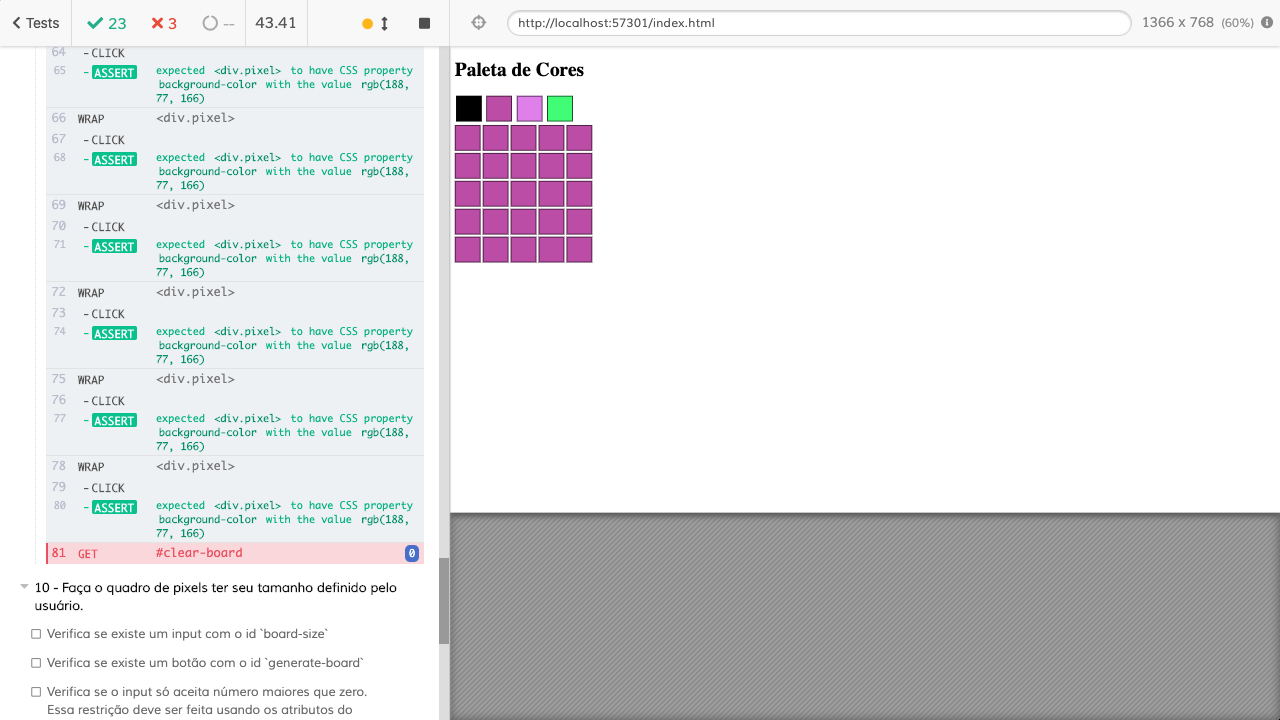 Tests
23
3
--
43.41
http://localhost:57301/index.html
1366 x 768 (60%)
64 -CLICK
65 -ASSERT expected <div.pixel> to have CSS property
background-color with the value rgb(188,
77, 166)
66 WRAP <div.pixel>
67 -CLICK
68 -ASSERT expected <div.pixel> to have CSS property
background-color with the value rgb(188,
77, 166)
69 WRAP <div.pixel>
70 -CLICK
71 -ASSERT expected <div.pixel> to have CSS property
background-color with the value rgb(188,
77, 166)
72 WRAP <div.pixel>
73 -CLICK
74 -ASSERT expected <div.pixel> to have CSS property
background-color with the value rgb(188,
77, 166)
75 WRAP <div.pixel>
76 -CLICK
77 -ASSERT expected <div.pixel> to have CSS property
background-color with the value rgb(188,
77, 166)
78 WRAP <div.pixel>
79 -CLICK
80 -ASSERT expected <div.pixel> to have CSS property
background-color with the value rgb(188,
77, 166)
81 GET #clear-board 0
10 - Faça o quadro de pixels ter seu tamanho definido pelo
usuário.
Verifica se existe um input com o id `board-size`
Verifica se existe um botão com o id `generate-board`
Verifica se o input só aceita número maiores que zero.
Essa restrição deve ser feita usando os atributos do
Paleta de Cores